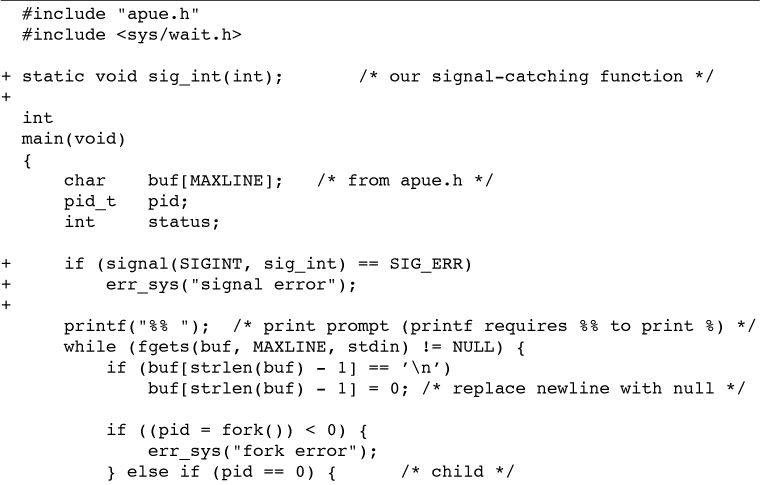 #include "apue.h"
  #include <sys/wait.h>

+ static void sig_int(int);       /* our signal-catching function */
+
  int
  main(void)
  {
      char    buf[MAXLINE];   /* from apue.h */
      pid_t   pid;
      int     status;

+     if (signal(SIGINT, sig_int) == SIG_ERR)
+         err_sys("signal error");
+
      printf("%% ");  /* print prompt (printf requires %% to print %) */
      while (fgets(buf, MAXLINE, stdin) != NULL) {
          if (buf[strlen(buf) - 1] == ’\n’)
              buf[strlen(buf) - 1] = 0; /* replace newline with null */

          if ((pid = fork()) < 0) {
              err_sys("fork error");
          } else if (pid == 0) {      /* child */